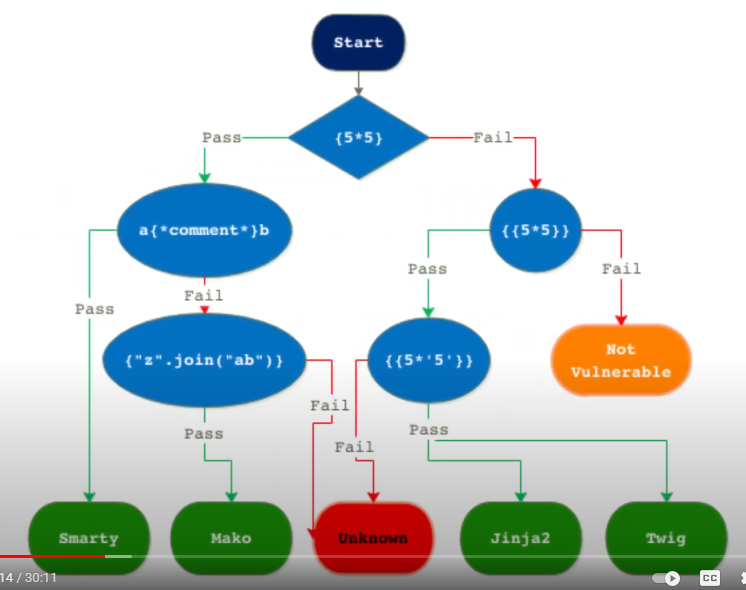 Start
{5*5}
Pass
Fail
a{*comment*}b
{{5*5}}
Pass
Fail
Pass
Fail
{"z".join("ab")}
{{5*'5'}}
Not
Vulnerable
Fail
Pass
Fail
Pass
Smarty
Mako
Unknown
Jinja2
Twig
14 / 30:11
CC